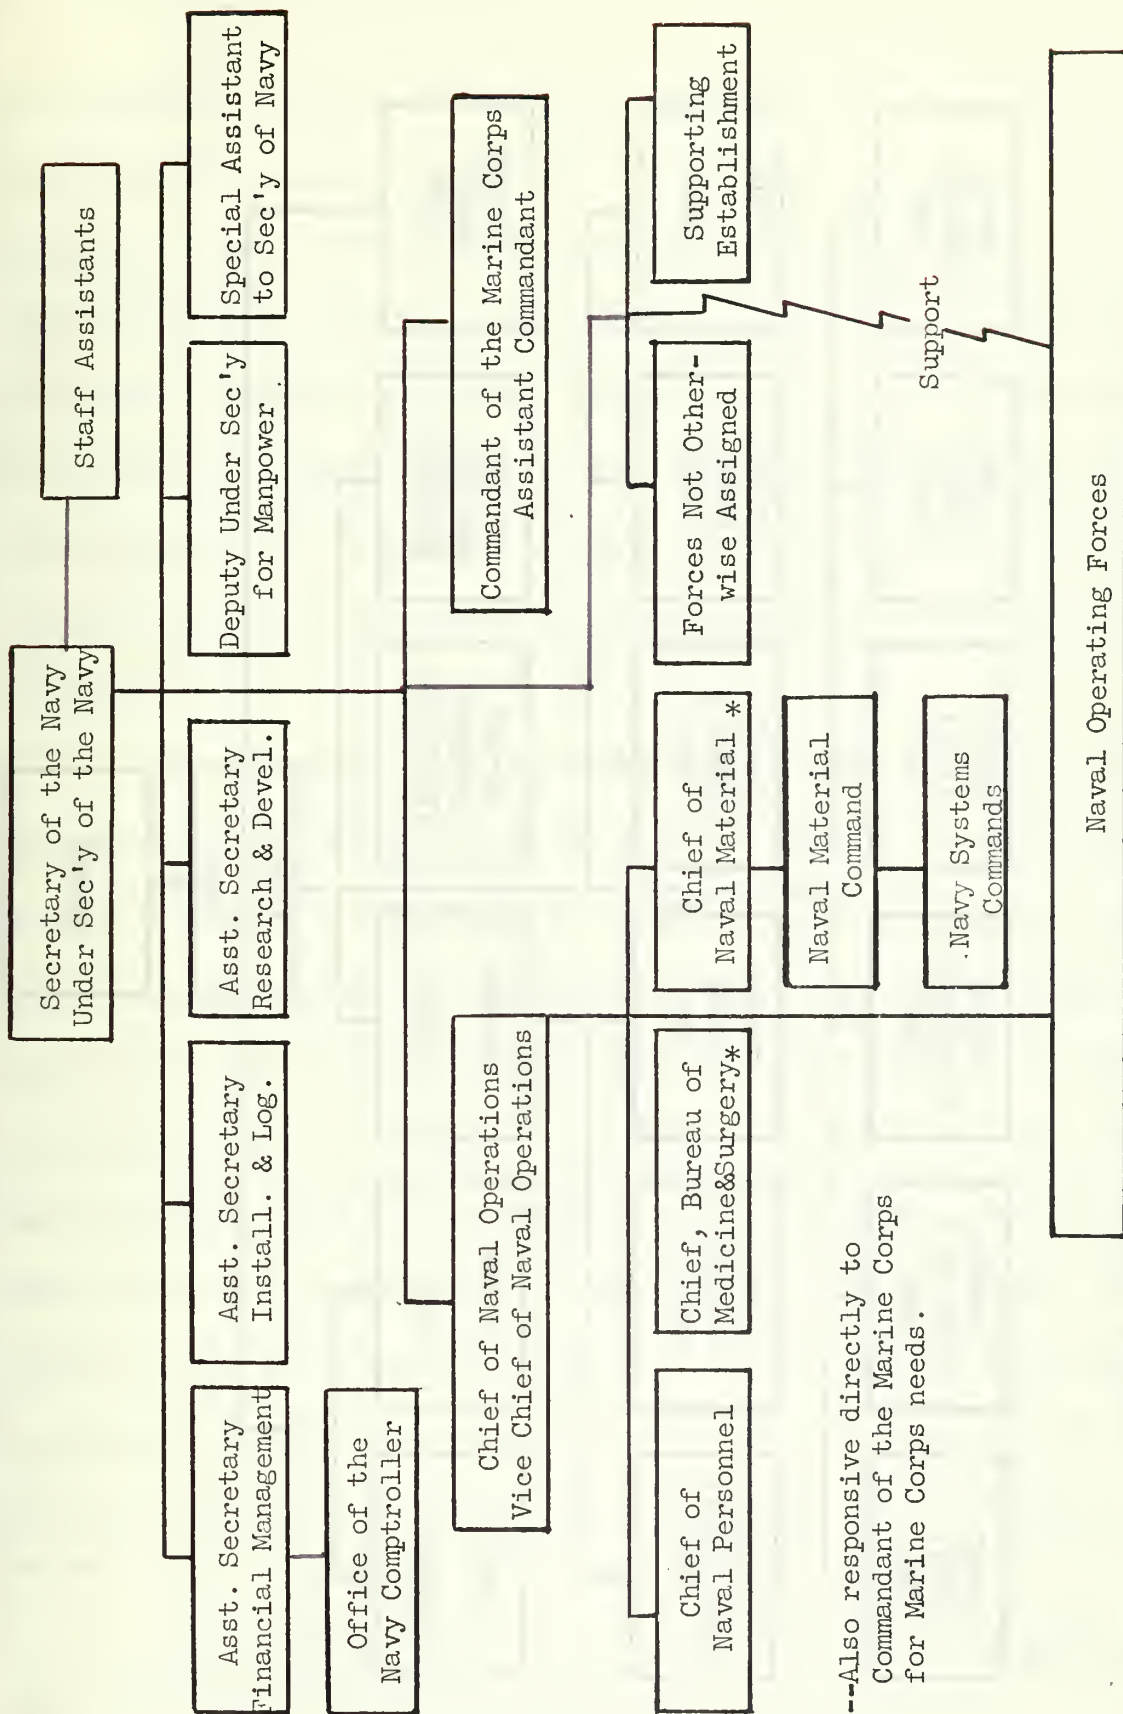 Secretary of the Navy
Under Sec'y of the Navy
Staff Assistants
Asst. Secretary
Financial Management
Asst. Secretary
Install. & Log.
Asst. Secretary
Research & Devel.
Deputy Under Sec'y
for Manpower
Special Assistant
to Sec'y of Navy
Office of the
Navy Comptroller
Chief of Naval Operations
Vice Chief of Naval Operations
Commandant of the Marine Corps
Assistant Commandant
Chief of
Naval Personnel
Chief, Bureau of
Medicine&Surgery*
Chief of
Naval Material *
Forces Not Other-
wise Assigned
Supporting
Establishment
Naval Material
Command
Navy Systems
Commands
Support
--Also responsive directly to
Commandant of the Marine Corps
for Marine Corps needs.
Naval Operating Forces